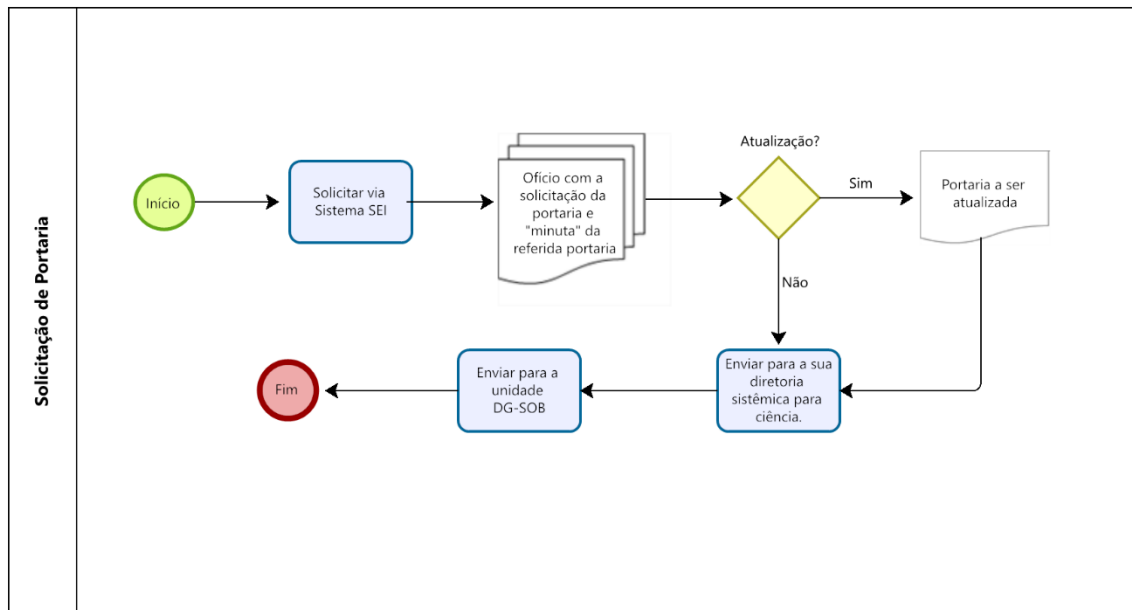 Solicitação de Portaria
Início
Solicitar via
Sistema SEI
Ofício com a
solicitação da
portaria e
"minuta" da
referida portaria
Atualização?
Sim
Portaria a ser
atualizada
Não
Enviar para a sua
diretoria
sistêmica para
ciência.
Enviar para a
unidade
DG-SOB
Fim